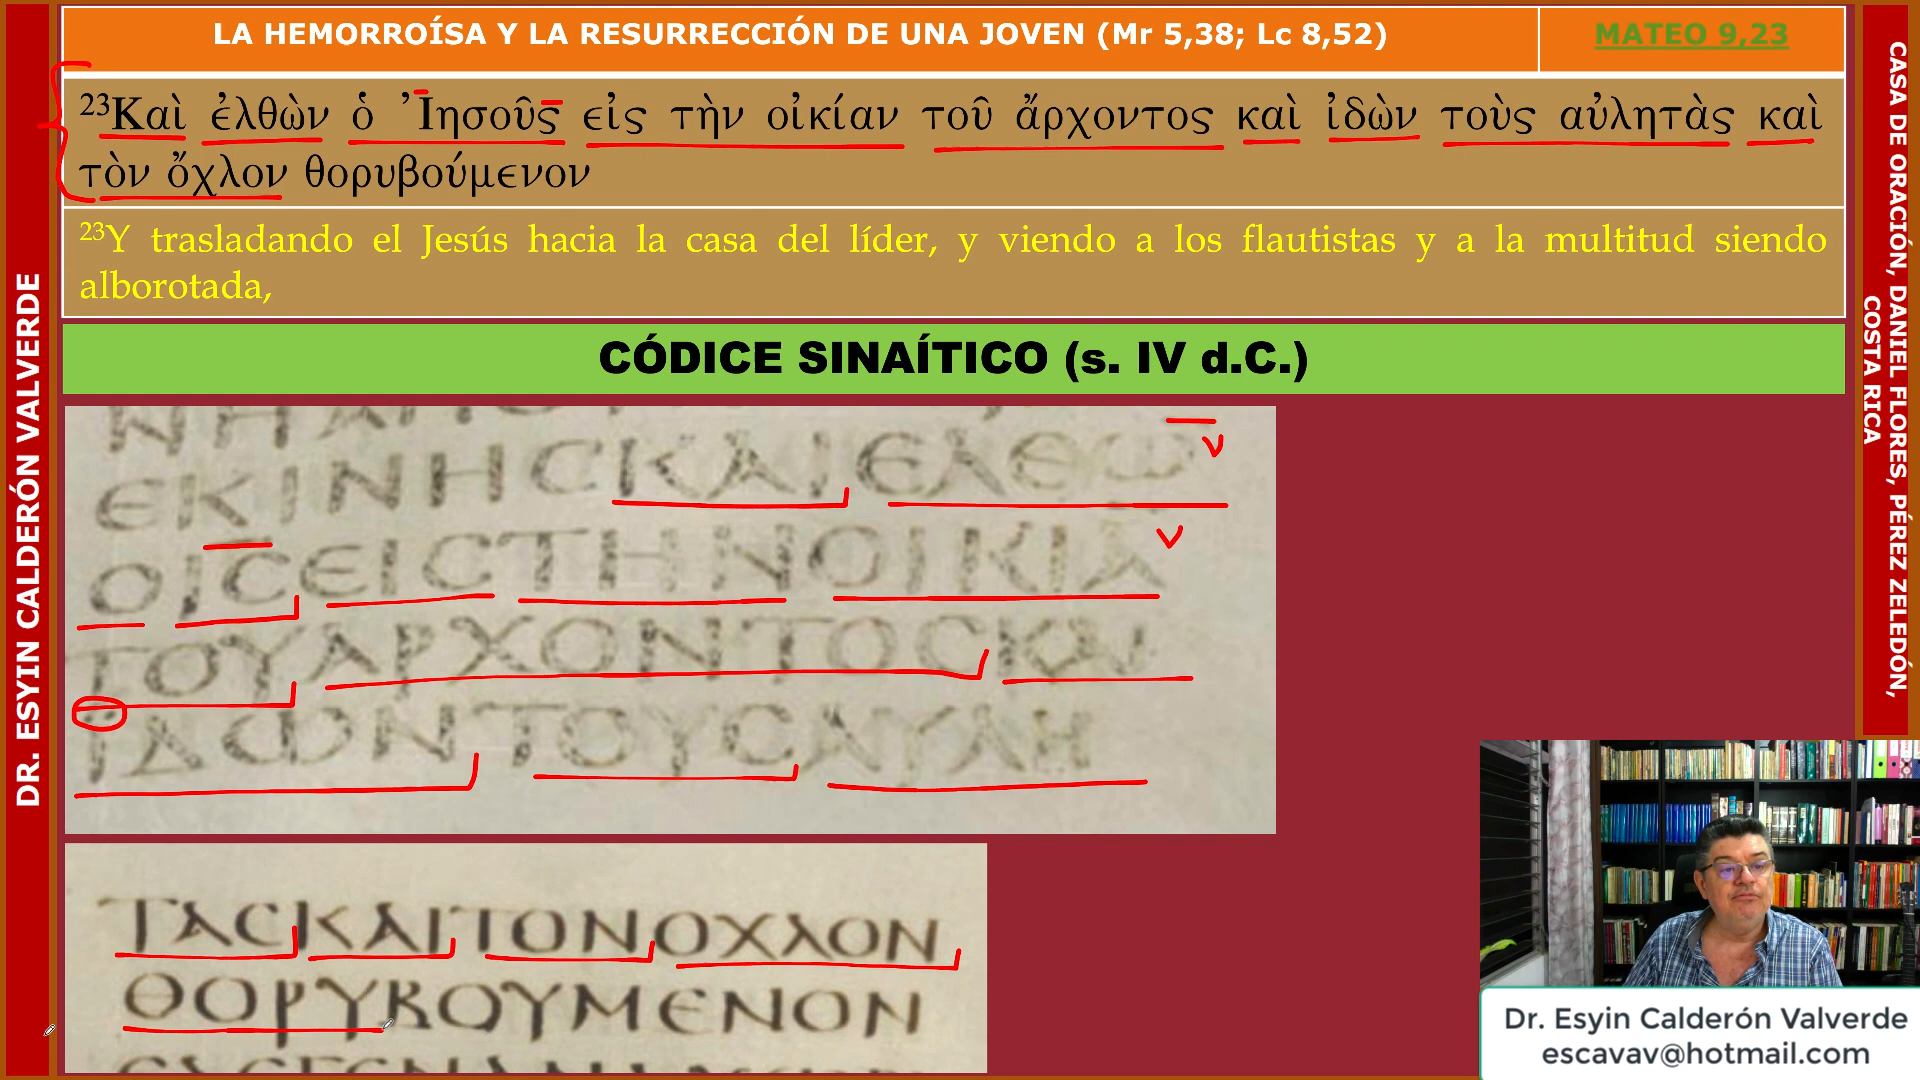 LA HEMORROÍSA Y LA RESURRECCIÓN DE UNA JOVEN (Mr 5,38; Lc 8,52)
MATEO 9,23
²³Καὶ ἐλθὼν ὁ Ἰησοῦς εἰς τὴν οἰκίαν τοῦ ἄρχοντος καὶ ἰδὼν τοὺς αὐλητὰς καὶ
τὸν ὄχλον θορυβούμενον
²³Y trasladando el Jesús hacia la casa del líder, y viendo a los flautistas y a la multitud siendo
alborotada,
CÓDICE SINAÍTICO (s. IV d.C.)
ΕΚΙΝΗϹΚΑΙΕΛΕΩ
ΟΙϹΕΙϹΤΗΝΟΙΚΙΑ
ΤΟΥΑΡΧΟΝΤΟϹΚΑΙ
ΪΔΩΝΤΟΥϹΑΥΛΗ
ΤΑϹΚΑΙΤΟΝΟΧΛΟΝ
ΘΟΡΥΒΟΥΜΕΝΟΝ
DR. ESYIN CALDERÓN VALVERDE
CASA DE ORACIÓN, DANIEL FLORES, PÉREZ ZELEDÓN,
COSTA RICA
Dr. Esyin Calderón Valverde
escavav@hotmail.com